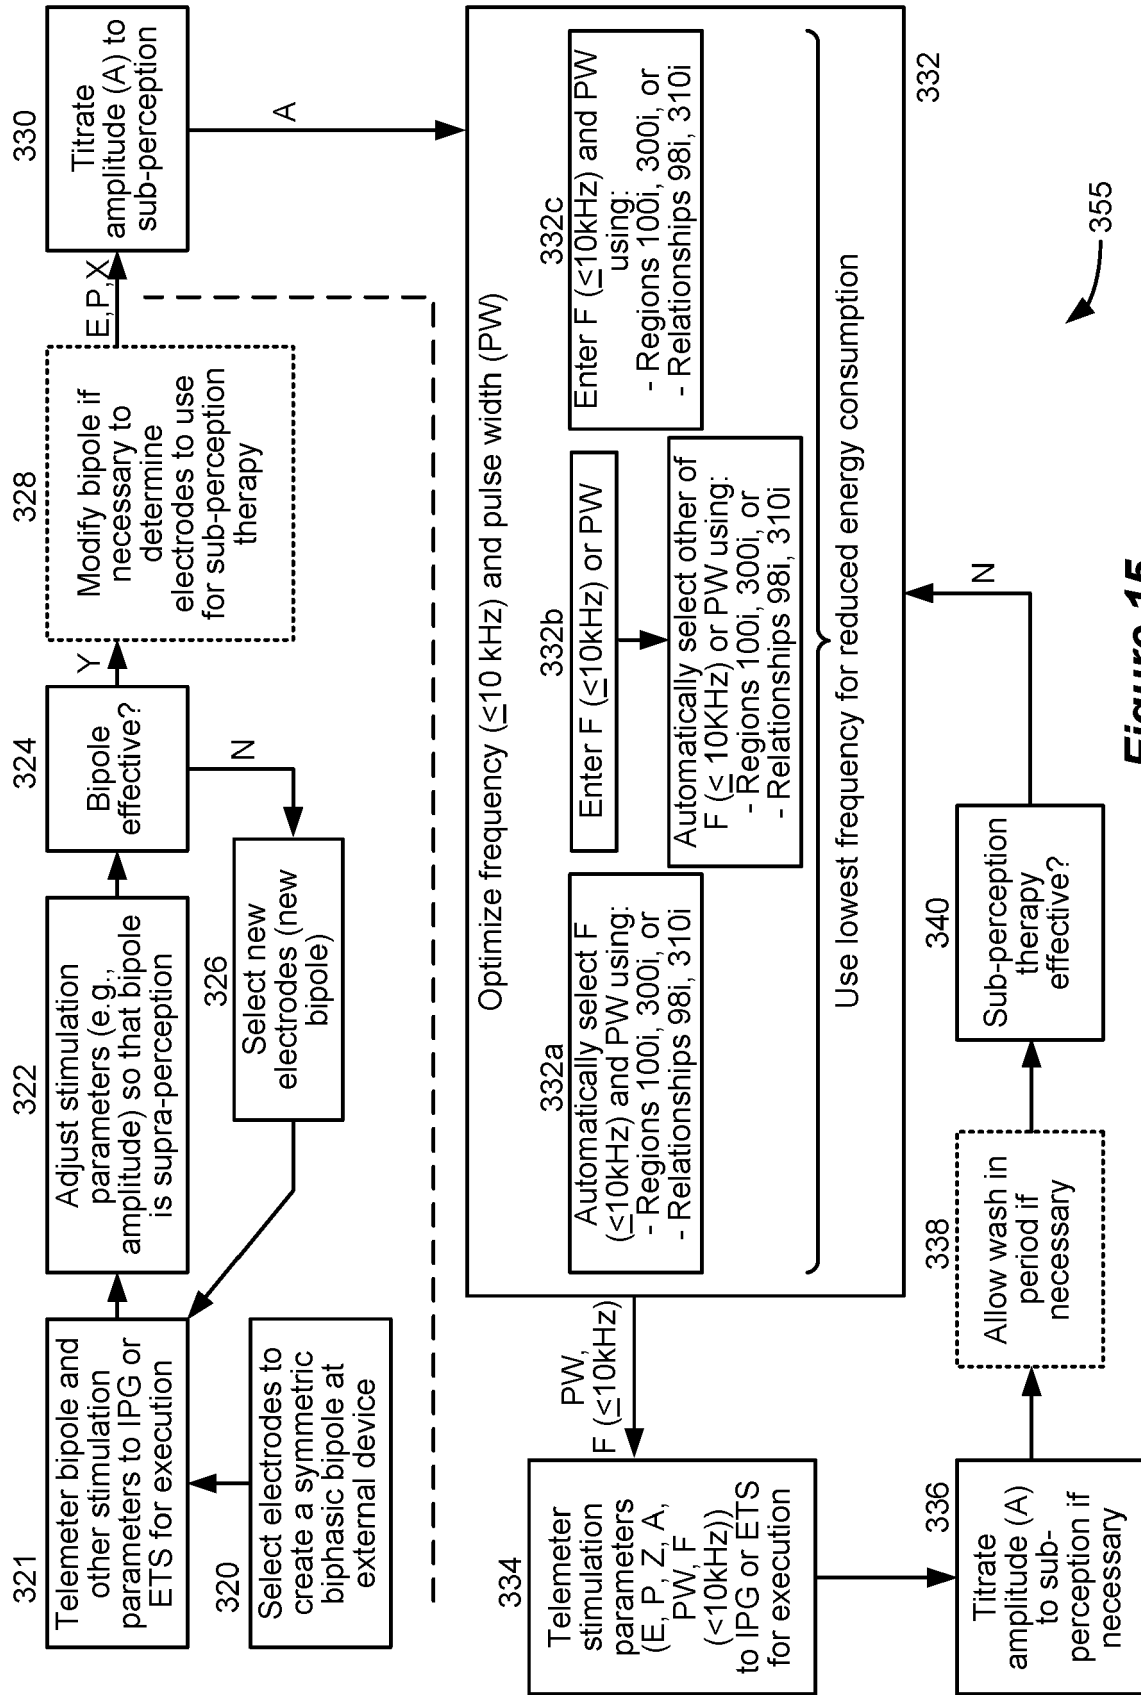 321
Telemeter bipole and
other stimulation
parameters to IPG or
ETS for execution
320
Select electrodes to
create a symmetric
biphasic bipole at
external device
322
Adjust stimulation
parameters (e.g.,
amplitude) so that bipole
is supra-perception
324
Bipole
effective?
Y
N
326
Select new
electrodes (new
bipole)
328
Modify bipole if
necessary to
determine
electrodes to use
for sub-perception
therapy
E,P,X
330
Titrate
amplitude (A) to
sub-perception
A
Optimize frequency (≤10 kHz) and pulse width (PW)
332a
Automatically select F
(≤10kHz) and PW using:
- Regions 100i, 300i, or
- Relationships 98i, 310i
332b
Enter F (≤10kHz) or PW
Automatically select other of
F (≤ 10KHz) or PW using:
- Regions 100i, 300i, or
- Relationships 98i, 310i
332c
Enter F (≤10kHz) and PW
using:
- Regions 100i, 300i, or
- Relationships 98i, 310i
Use lowest frequency for reduced energy consumption
332
PW,
F (≤10kHz)
334
Telemeter
stimulation
parameters
(E, P, Z, A,
PW, F
(<10kHz))
to IPG or ETS
for execution
336
Titrate
amplitude (A)
to sub-
perception if
necessary
338
Allow wash in
period if
necessary
340
Sub-perception
therapy
effective?
N
355
Figure 15